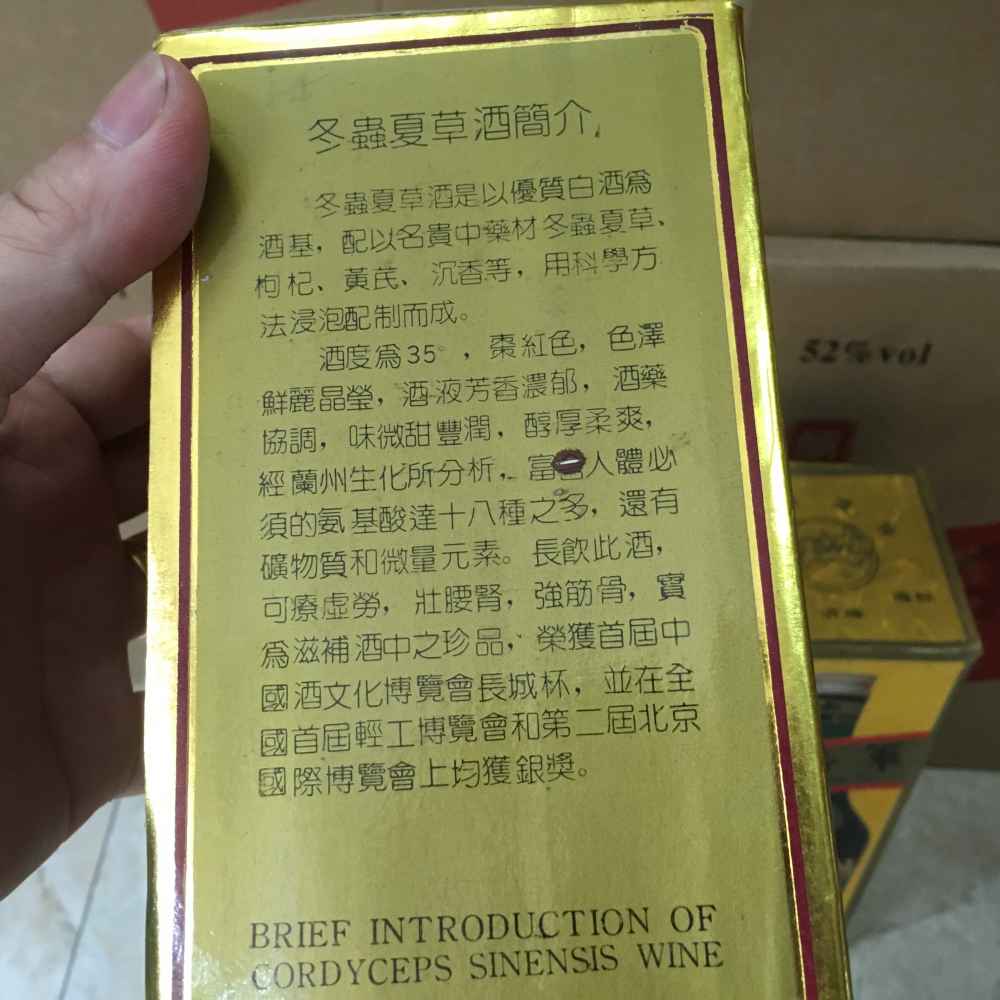 冬蟲夏草酒簡介
冬蟲夏草酒是以優質白酒爲
酒基，配以名貴中藥材冬蟲夏草、
枸杞、黃芪、沉香等，用科學方
法浸泡配制而成。
酒度爲35°，棗紅色，色澤
鮮麗晶瑩，酒液芳香濃郁，酒藥
協調，味微甜豐潤，醇厚柔爽，
經蘭州生化所分析，富含人體必
須的氨基酸達十八種之多，還有
礦物質和微量元素。長飲此酒，
可療虛勞，壯腰腎，強筋骨，實
爲滋補酒中之珍品，榮獲首屆中
國酒文化博覽會長城杯，並在全
國首屆輕工博覽會和第二屆北京
國際博覽會上均獲銀獎。
BRIEF INTRODUCTION OF
CORDYCEPS SINENSIS WINE
52% vol